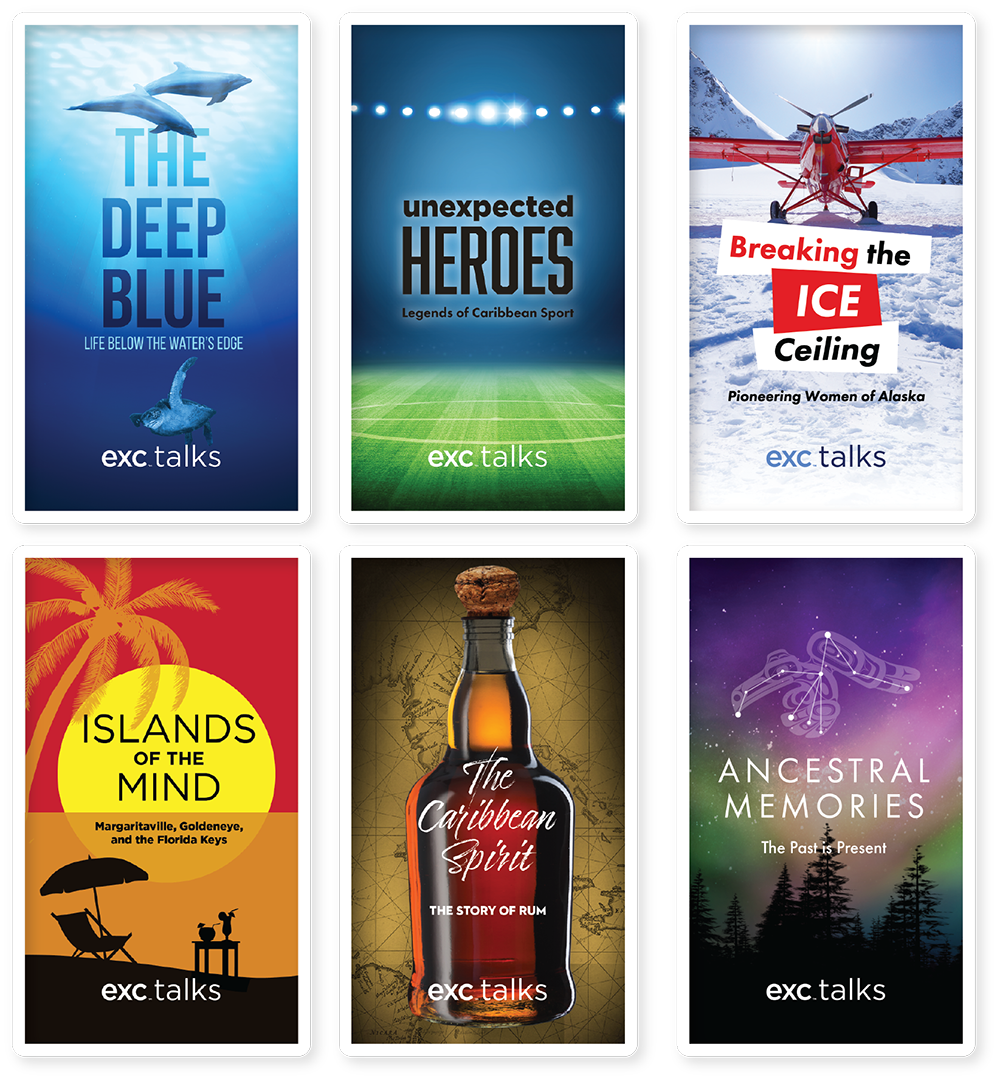 THE
DEEP
BLUE
LIFE BELOW THE WATER'S EDGE
exc talks
unexpected
HEROES
Legends of Caribbean Sport
exc talks
Breaking the
ICE
Ceiling
Pioneering Women of Alaska
exc talks
ISLANDS
OF THE
MIND
Margaritaville, Goldeneye,
and the Florida Keys
exc talks
The
Caribbean
Spirit
THE STORY OF RUM
exc talks
ANCESTRAL
MEMORIES
The Past is Present
exc talks